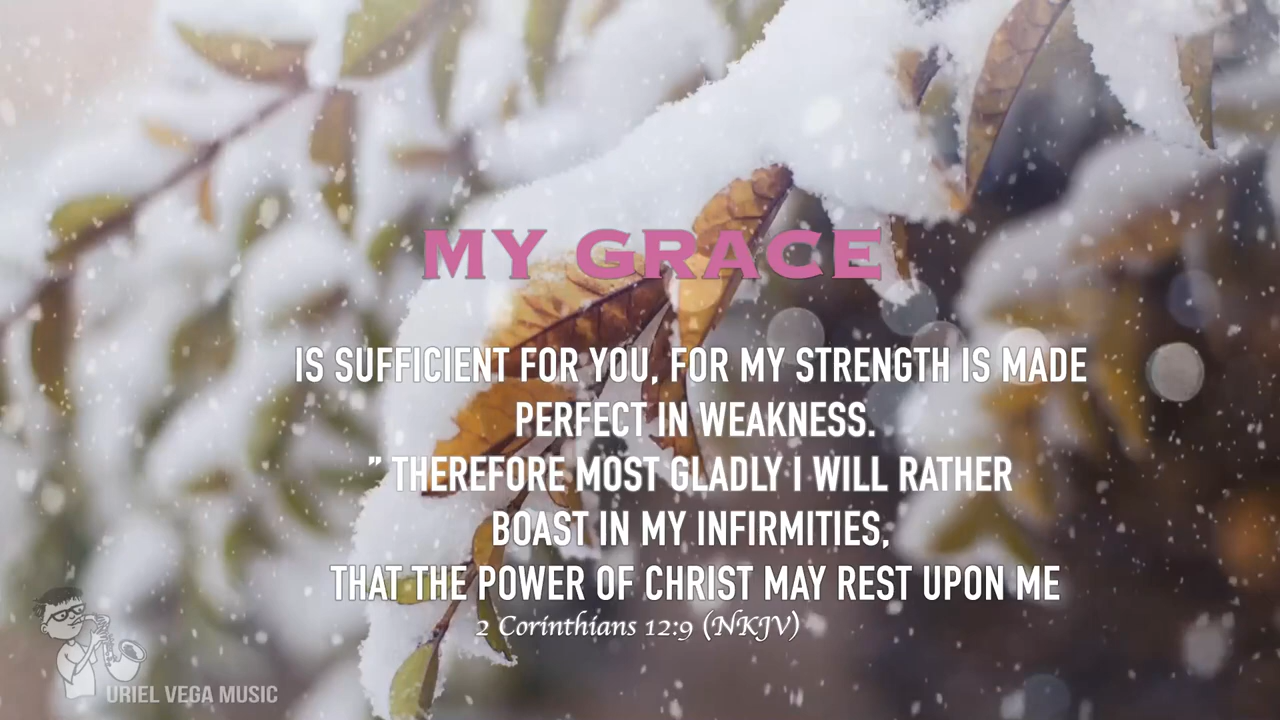 MY GRACE
IS SUFFICIENT FOR YOU, FOR MY STRENGTH IS MADE
PERFECT IN WEAKNESS.
” THEREFORE MOST GLADLY I WILL RATHER
BOAST IN MY INFIRMITIES,
THAT THE POWER OF CHRIST MAY REST UPON ME
2 Corinthians 12:9 (NKJV)
URIEL VEGA MUSIC